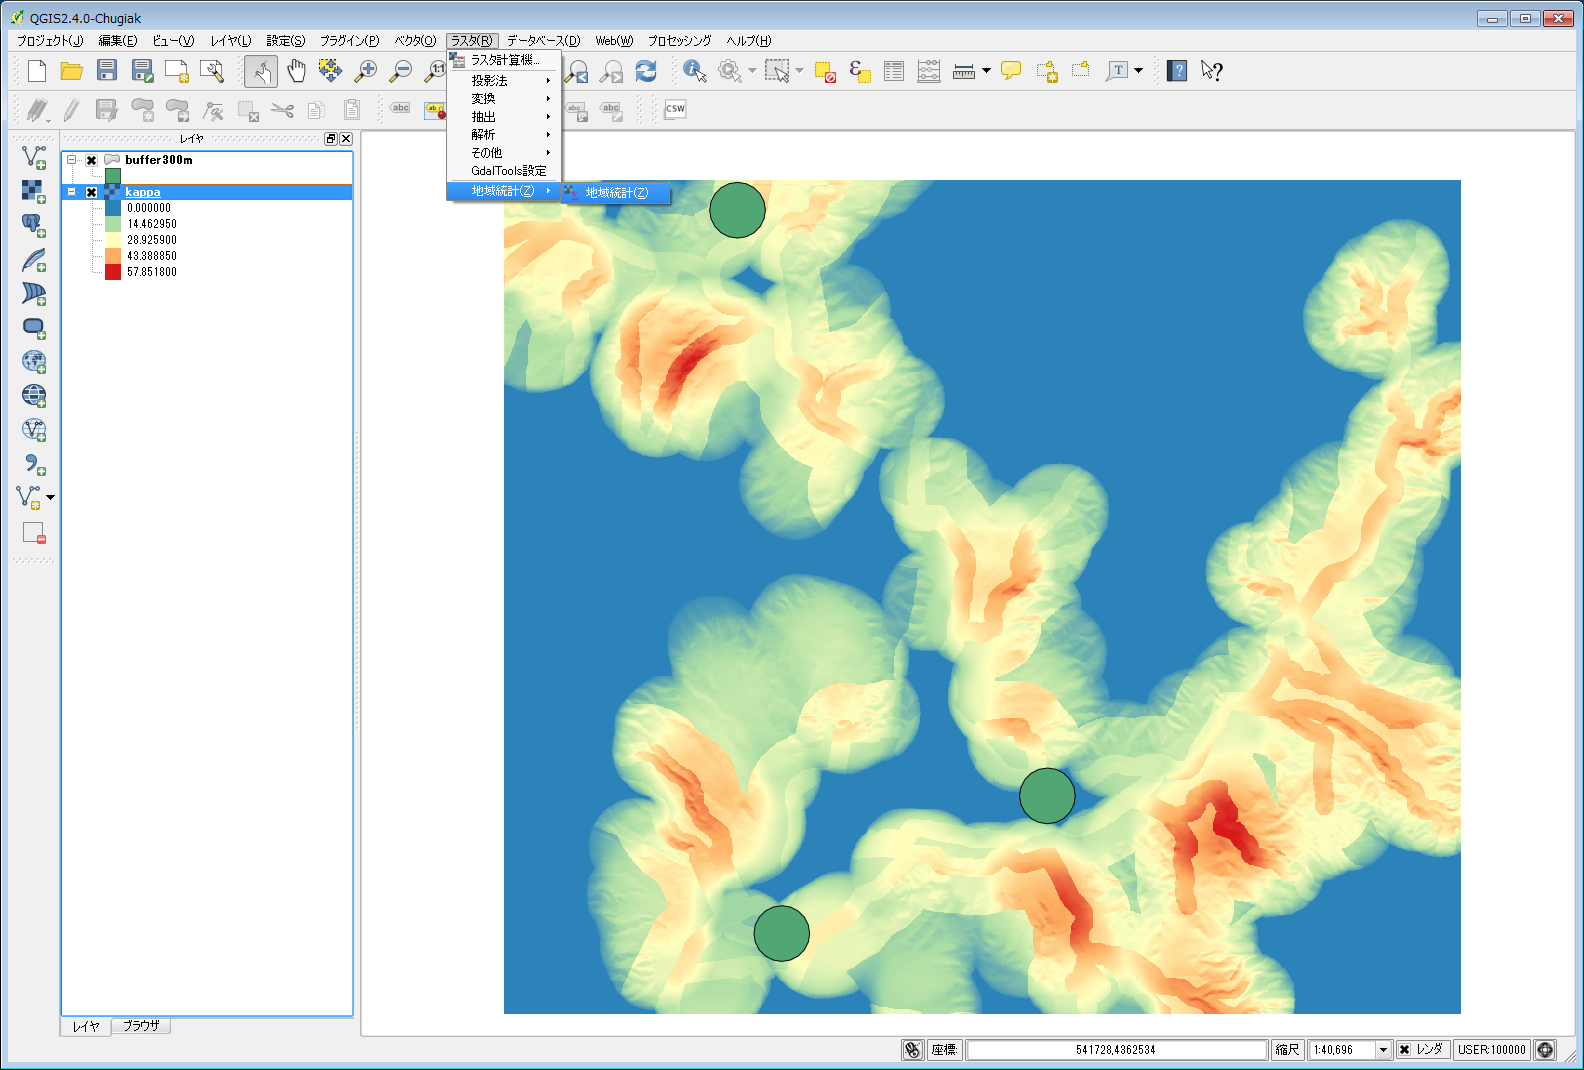 QGIS2.4.0-Chugiak
プロジェクト(J) 編集(E) ビュー(V) レイヤ(L) 設定(S) プラグイン(P) ベクタ(O) ラスタ(R) データベース(D) Web(W) プロセッシング ヘルプ(H)
ラスタ計算機...
投影法
変換
抽出
解析
その他
GdalTools設定
地域統計(Z) 地域統計(Z)
1:1
T
?
?
abc
ab
abc
abc
CSW
レイヤ
buffer300m
kappa
0.000000
14.462950
28.925900
43.388850
57.851800
レイヤ ブラウザ
座標: 541728,4362534 縮尺 1:40,696 レンダ USER:100000